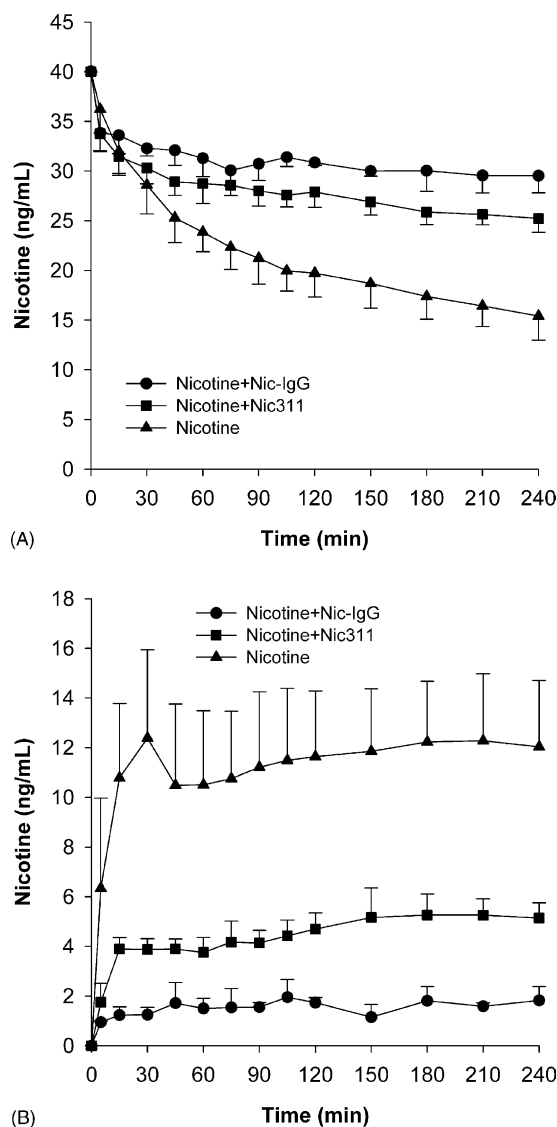 40
45
35
30
25
20
15
10
5
0
Nicotine (ng/mL)
Nicotine+Nic-IgG
Nicotine+Nic311
Nicotine
0 30 60 90 120 150 180 210 240
(A)
Time (min)
18
16
14
12
10
8
6
4
2
0
Nicotine (ng/mL)
Nicotine+Nic-IgG
Nicotine+Nic311
Nicotine
0 30 60 90 120 150 180 210 240
(B)
Time (min)